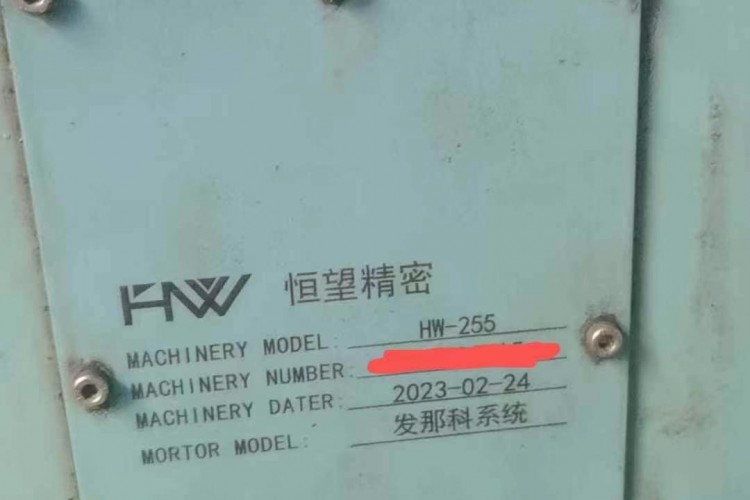 HW 恒望精密
MACHINERY MODEL: HW-255
MACHINERY NUMBER:
MACHINERY DATER: 2023-02-24
MORTOR MODEL: 发那科系统